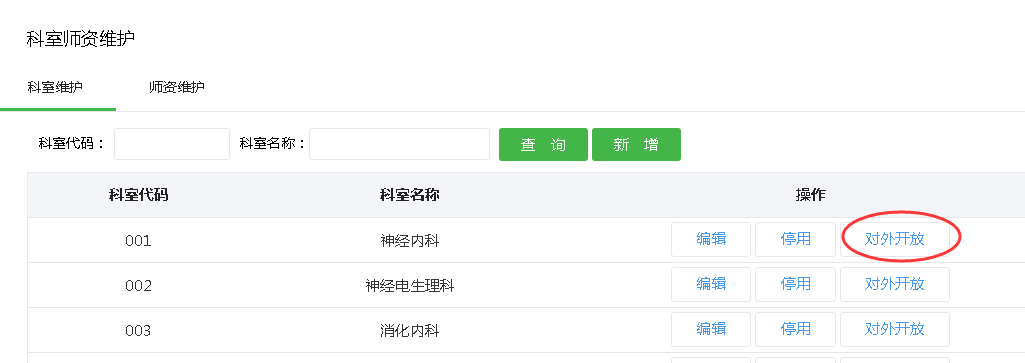 科室师资维护
科室维护 师资维护
科室代码： 科室名称： 查 询 新 增
科室代码 科室名称 操作
001 神经内科 编辑 停用 对外开放
002 神经电生理科 编辑 停用 对外开放
003 消化内科 编辑 停用 对外开放